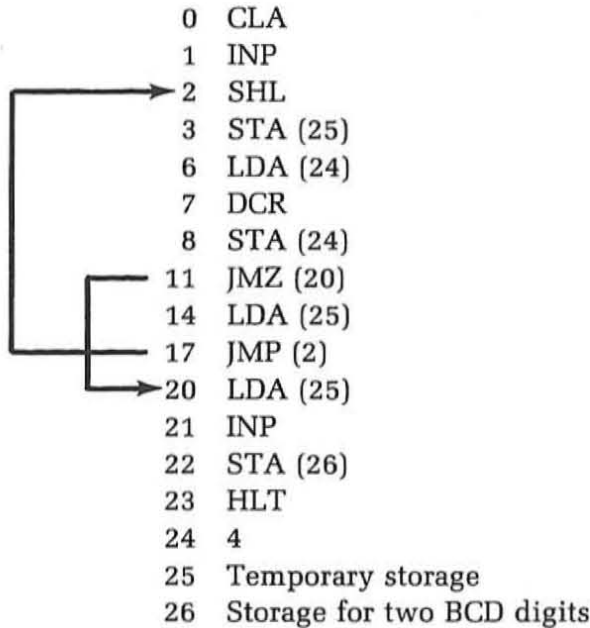 0 CLA
1 INP
2 SHL
3 STA (25)
6 LDA (24)
7 DCR
8 STA (24)
11 JMZ (20)
14 LDA (25)
17 JMP (2)
20 LDA (25)
21 INP
22 STA (26)
23 HLT
24 4
25 Temporary storage
26 Storage for two BCD digits